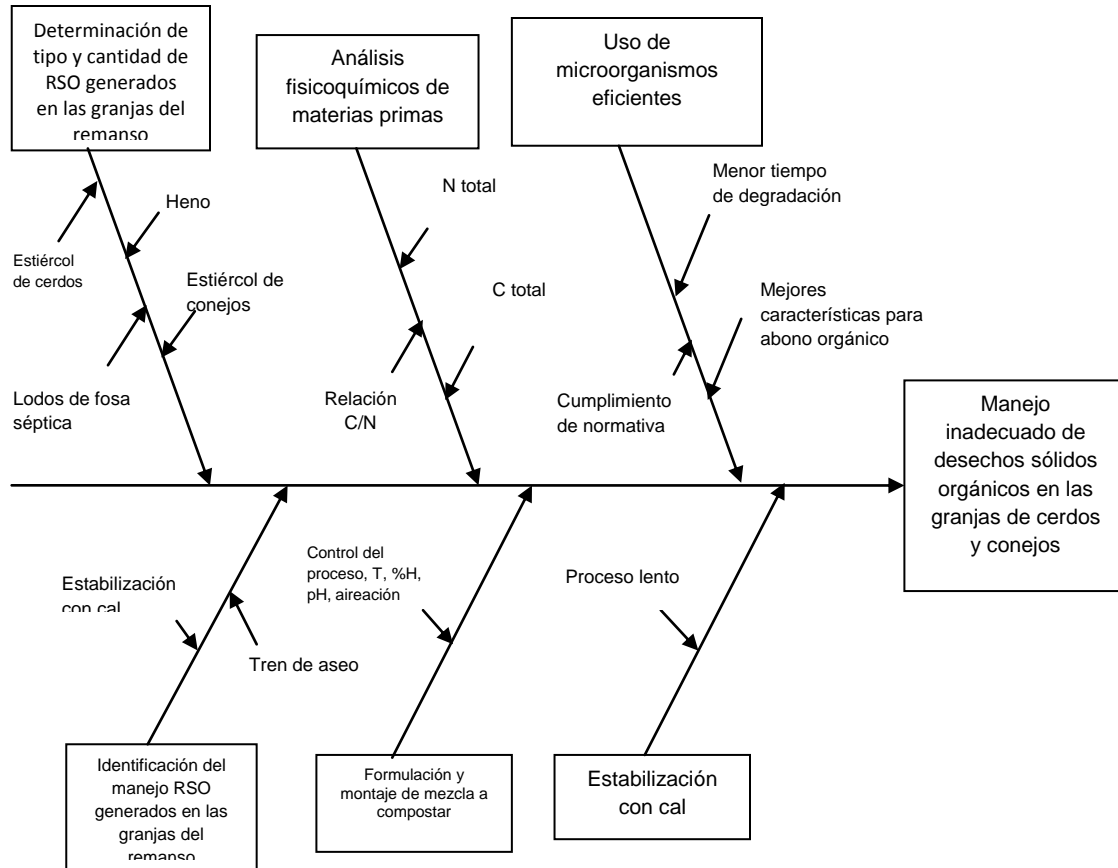 Determinación de
tipo y cantidad de
RSO generados
en las granjas del
remanso
Análisis
fisicoquímicos de
materias primas
Uso de
microorganismos
eficientes
Estiércol
de cerdos
Heno
Estiércol de
conejos
Lodos de fosa
séptica
N total
C total
Relación
C/N
Menor tiempo
de degradación
Mejores
características para
abono orgánico
Cumplimiento
de normativa
Manejo
inadecuado de
desechos sólidos
orgánicos en las
granjas de cerdos
y conejos
Estabilización
con cal
Tren de aseo
Control del
proceso, T, %H,
pH, aireación
Proceso lento
Identificación del
manejo RSO
generados en las
granjas del
remanso
Formulación y
montaje de mezcla a
compostar
Estabilización
con cal